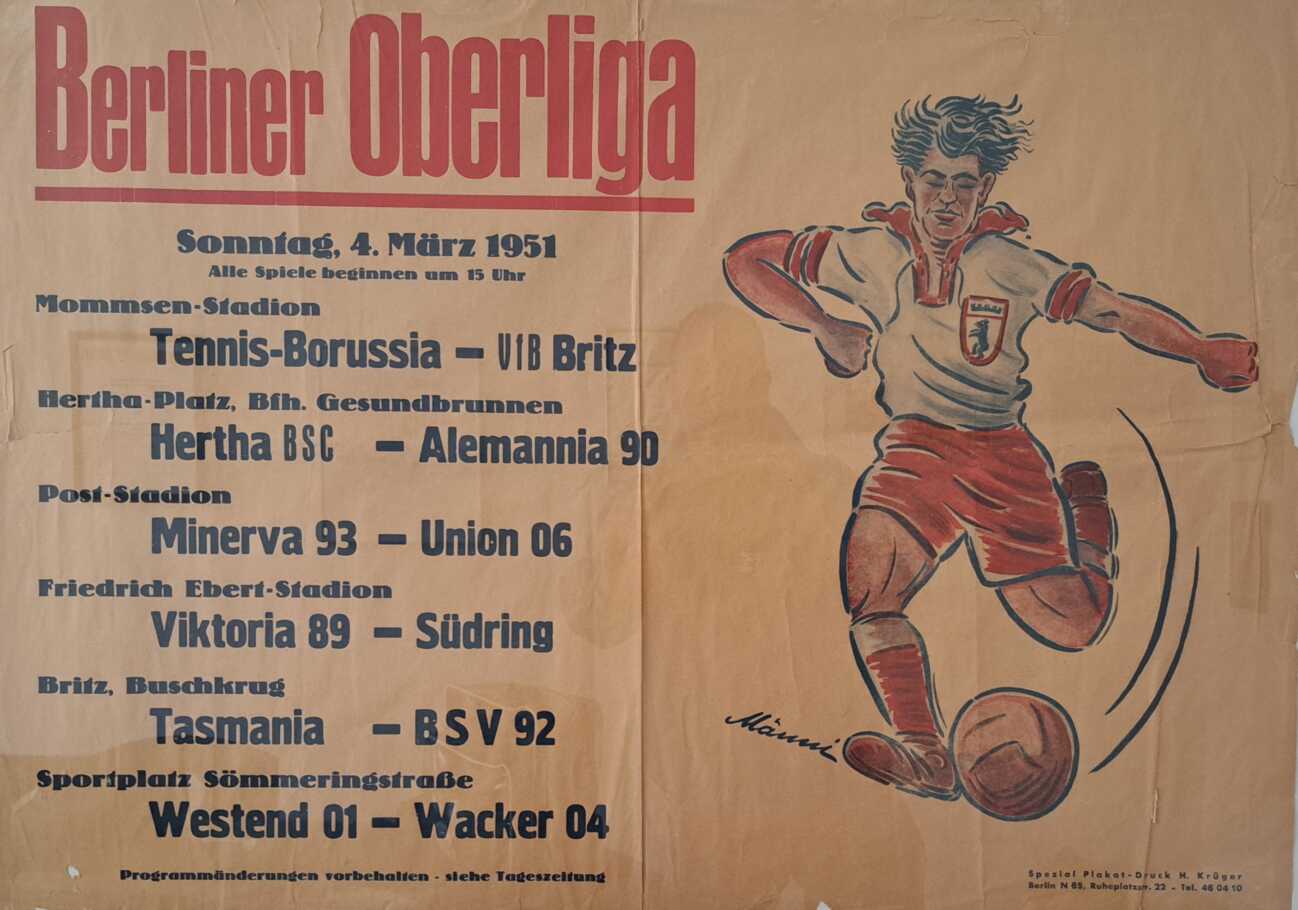 Berliner Oberliga
Sonntag, 4. März 1951
Alle Spiele beginnen um 15 Uhr
Mommsen-Stadion
Tennis-Borussia – VfB Britz
Hertha-Platz, Bfh. Gesundbrunnen
Hertha BSC – Alemannia 90
Post-Stadion
Minerva 93 – Union 06
Friedrich Ebert-Stadion
Viktoria 89 – Südring
Britz, Buschkrug
Tasmania – BSV 92
Sportplatz Sömmeringstraße
Westend 01 – Wacker 04
Programmänderungen vorbehalten - siehe Tageszeitung
Männi
Spezial Plakat-Druck H. Krüger
Berlin N 65, Ruheplatzstr. 22 - Tel. 46 04 10